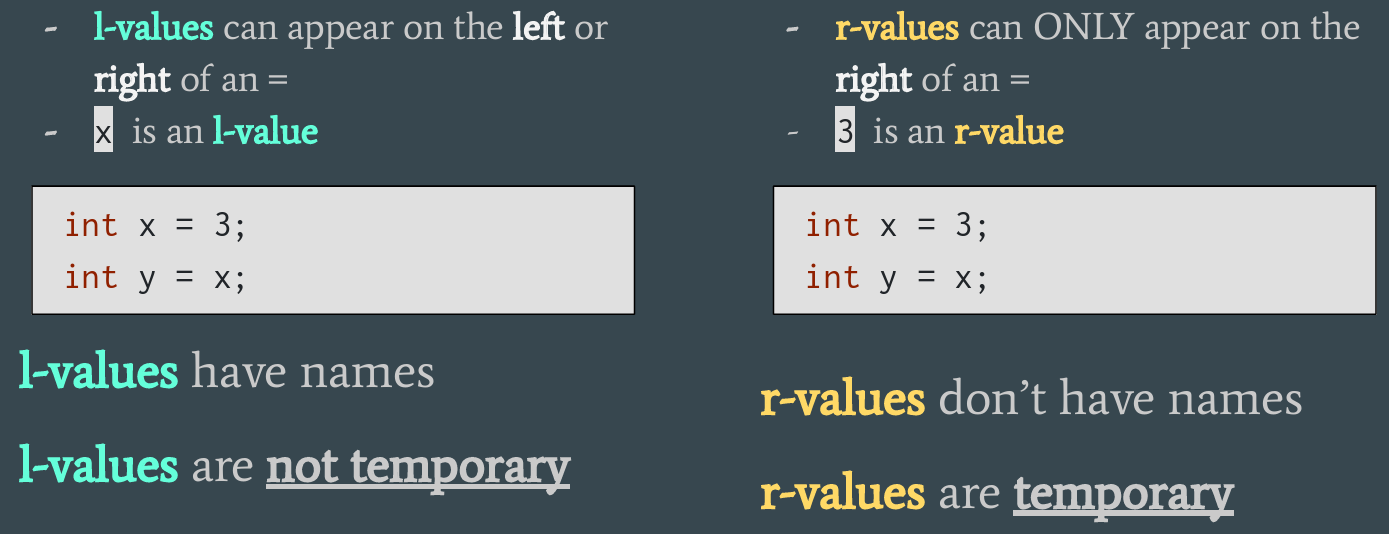 - l-values can appear on the left or
right of an =
- x is an l-value
int x = 3;
int y = x;
l-values have names
l-values are not temporary
- r-values can ONLY appear on the
right of an =
- 3 is an r-value
int x = 3;
int y = x;
r-values don’t have names
r-values are temporary